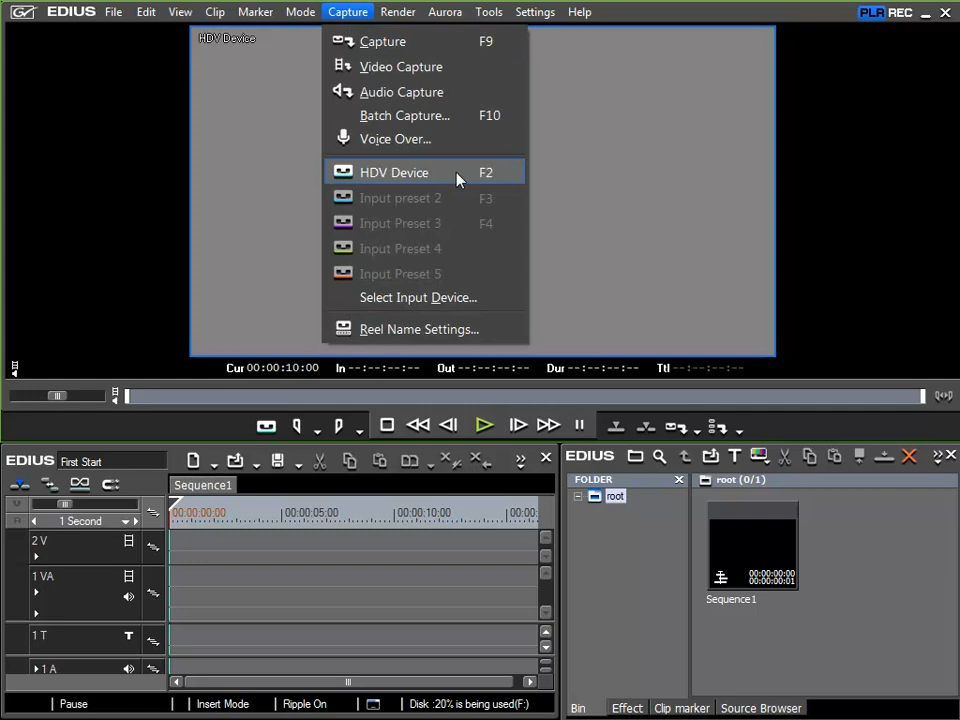 EDIUS File Edit View Clip Marker Mode Capture Render Aurora Tools Settings Help PLR REC
HDV Device
Capture F9
Video Capture
Audio Capture
Batch Capture... F10
Voice Over...
HDV Device F2
Input preset 2 F3
Input Preset 3 F4
Input Preset 4
Input Preset 5
Select Input Device...
Reel Name Settings...
Cur 00:00:10:00 In --:--:--:-- Out --:--:--:-- Dur --:--:--:-- Ttl --:--:--:--
EDIUS First Start
Sequence1
1 Second
00:00:00:00 00:00:05:00 00:00:10:00 00:00:
2 V
1 VA
1 T
1 A
Pause Insert Mode Ripple On Disk :20% is being used(F:)
EDIUS
FOLDER
root
root (0/1)
00:00:00:00
00:00:00:01
Sequence1
Bin Effect Clip marker Source Browser